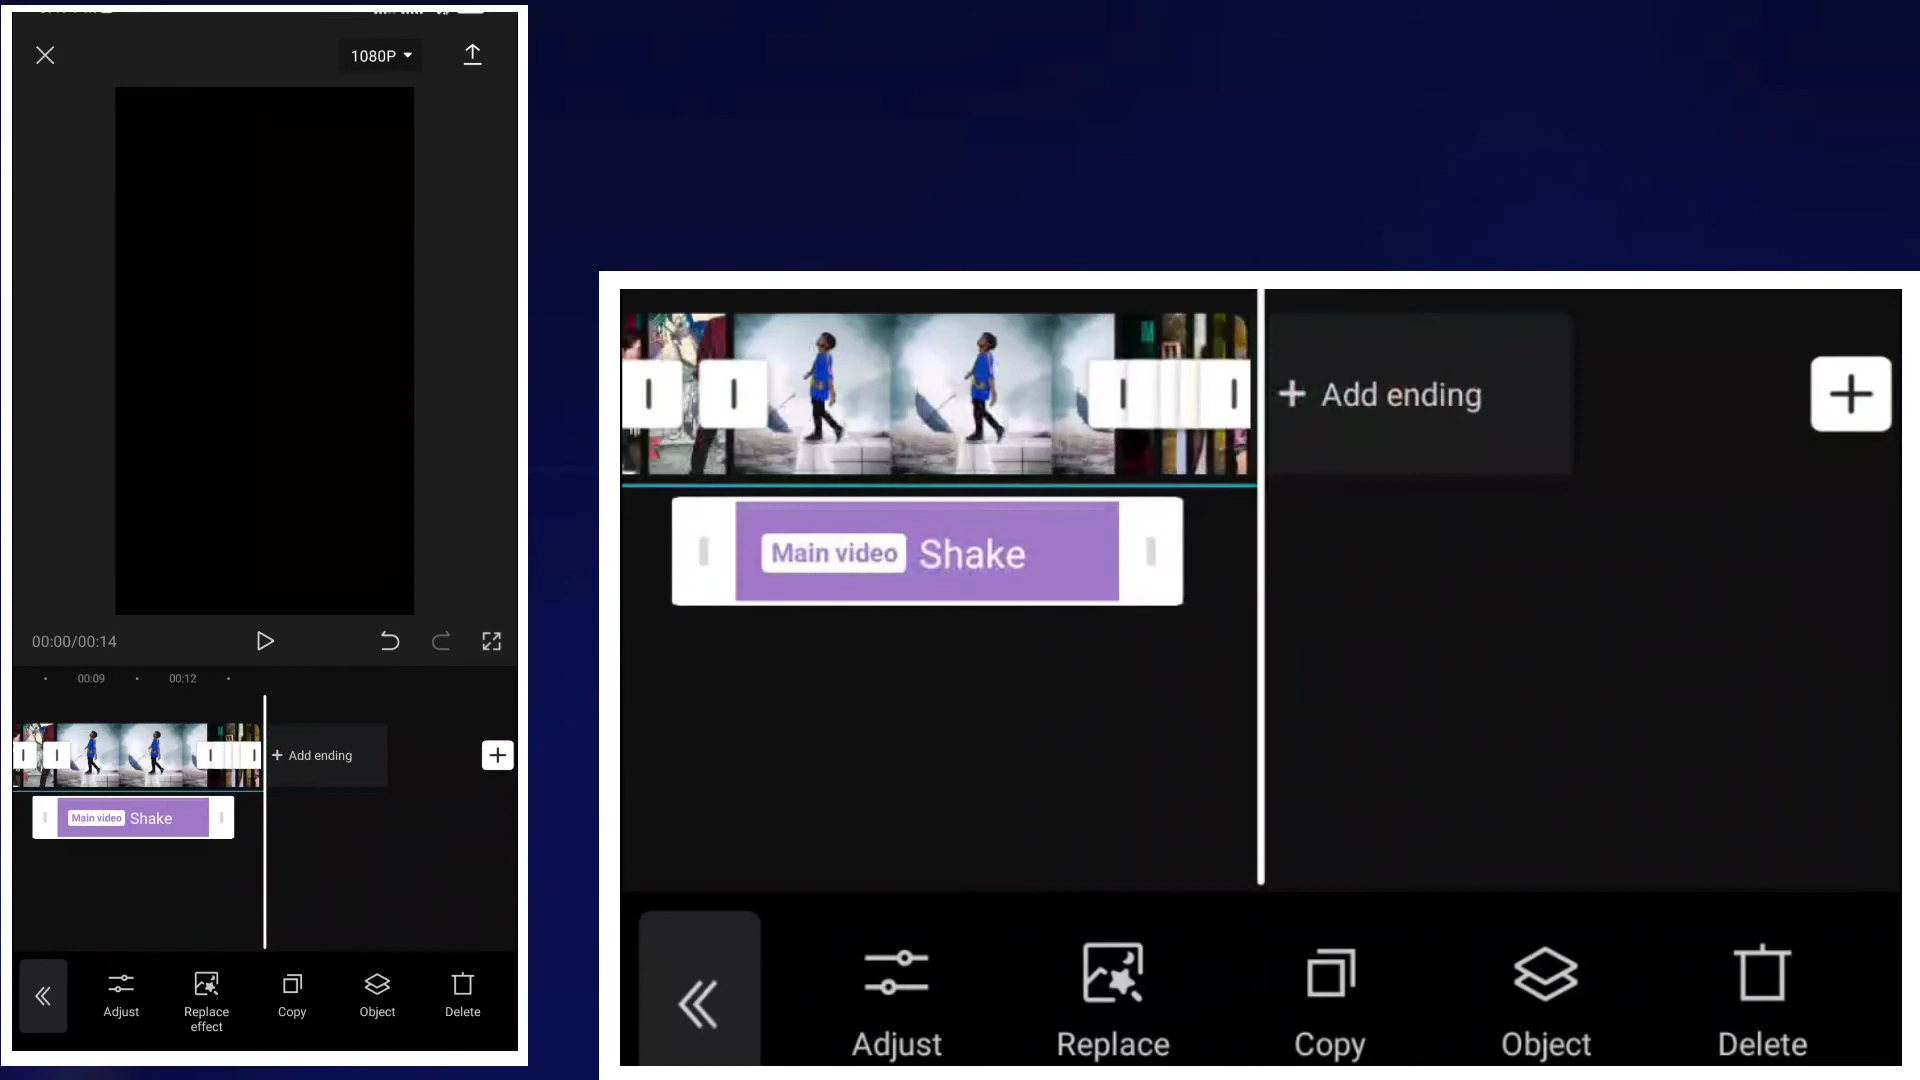 1080P
00:00/00:14
00:09
00:12
+ Add ending
Main video Shake
Adjust
Replace effect
Copy
Object
Delete
+ Add ending
Main video Shake
Adjust
Replace
Copy
Object
Delete